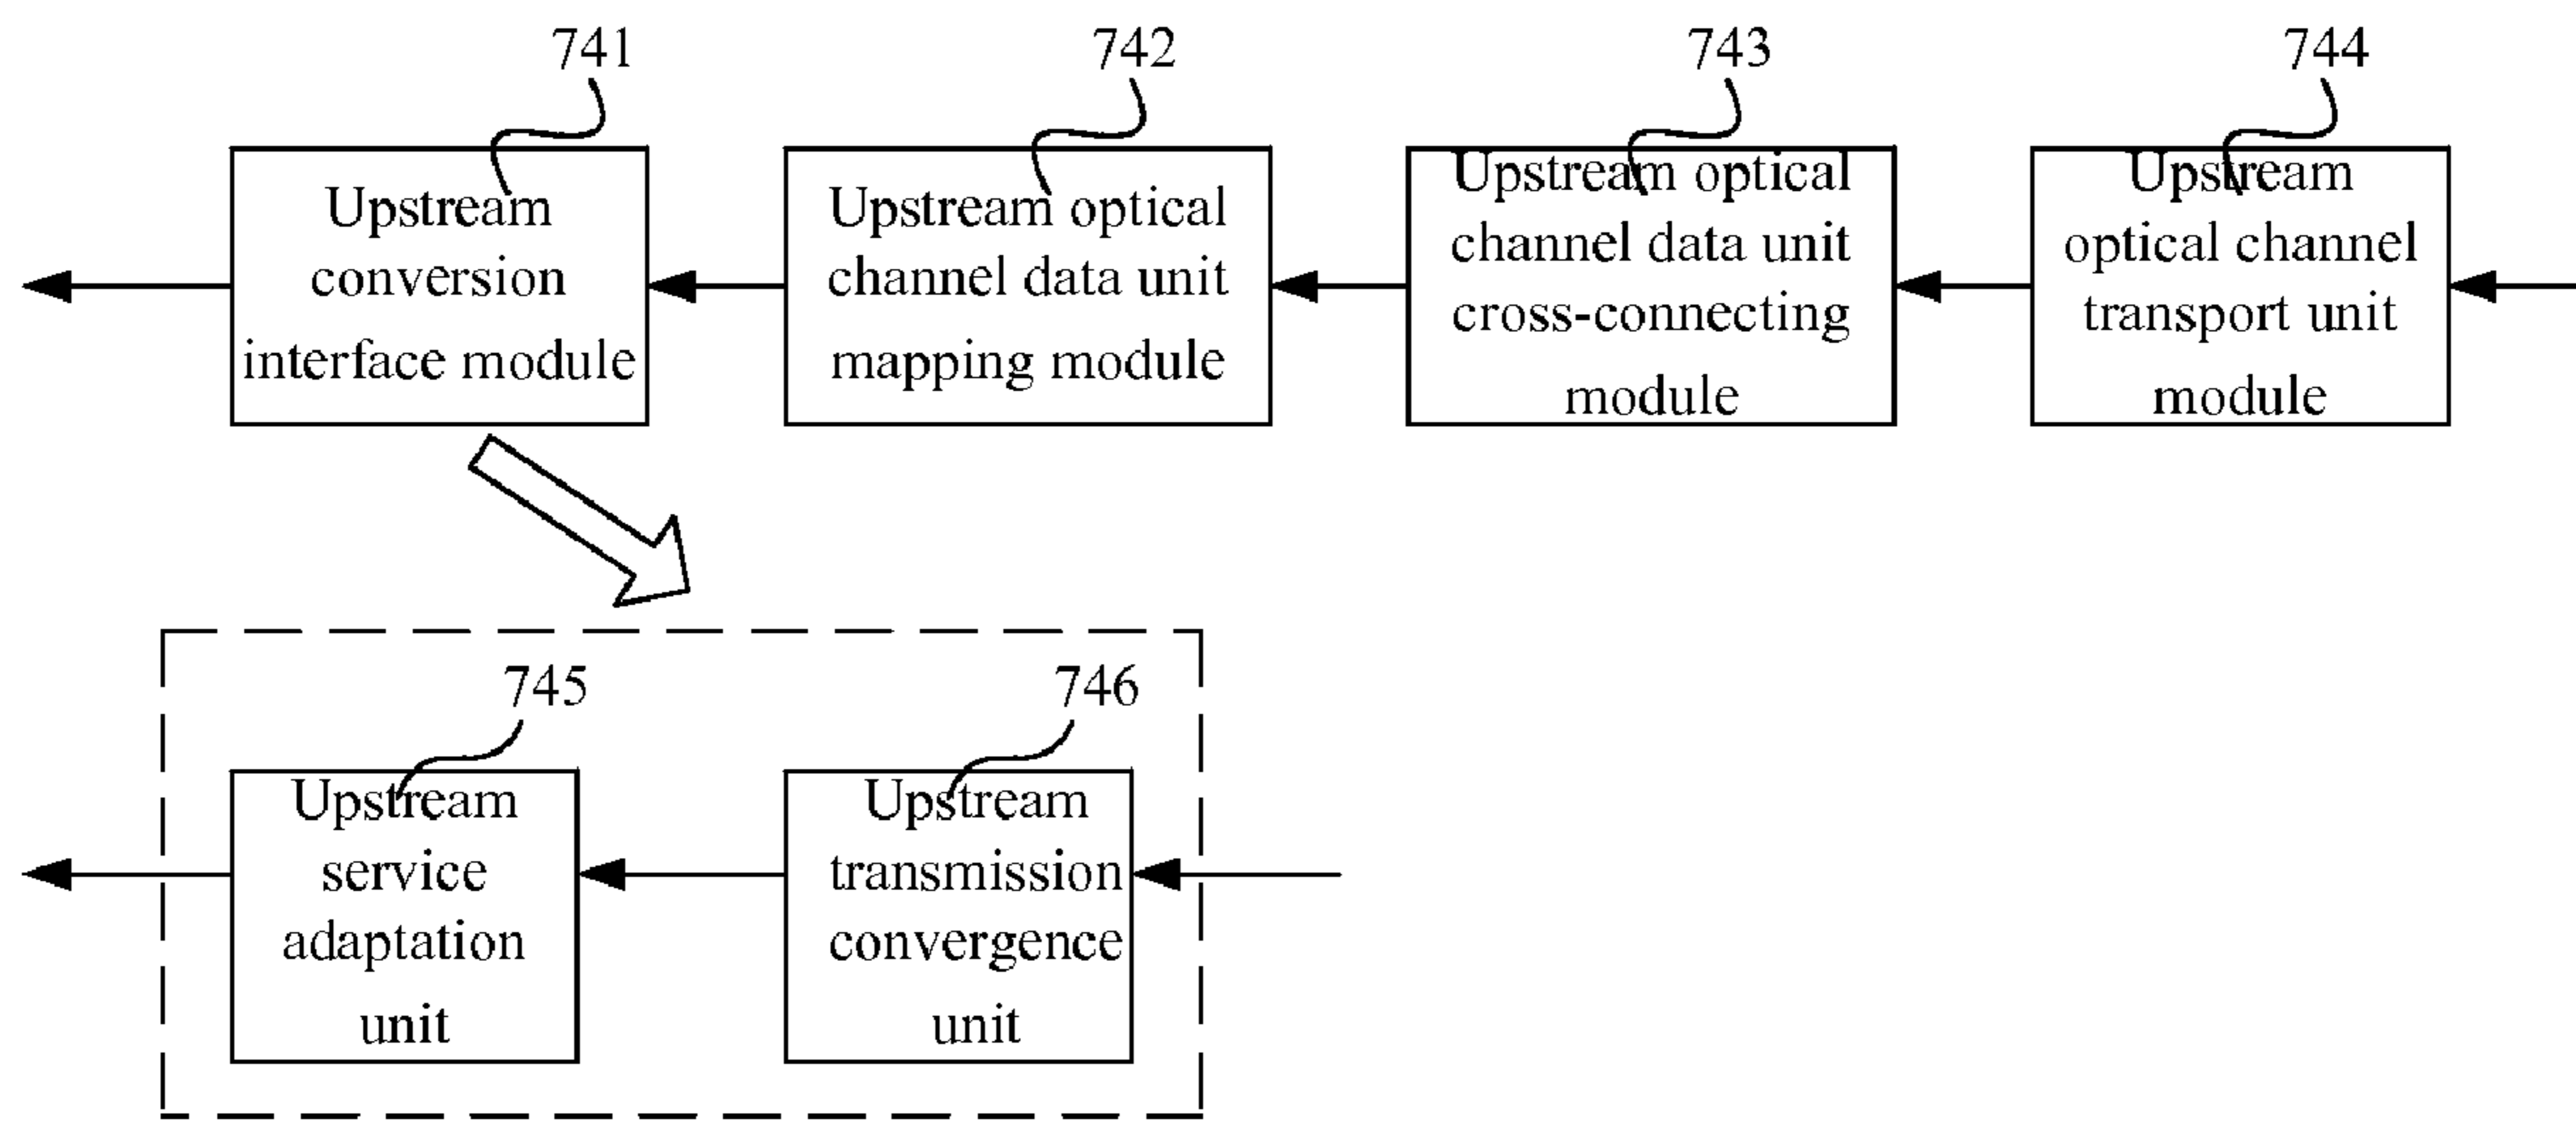 741
742
743
744
Upstream
conversion
interface module
Upstream optical
channel data unit
mapping module
Upstream optical
channel data unit
cross-connecting
module
Upstream
optical channel
transport unit
module
745
746
Upstream
service
adaptation
unit
Upstream
transmission
convergence
unit